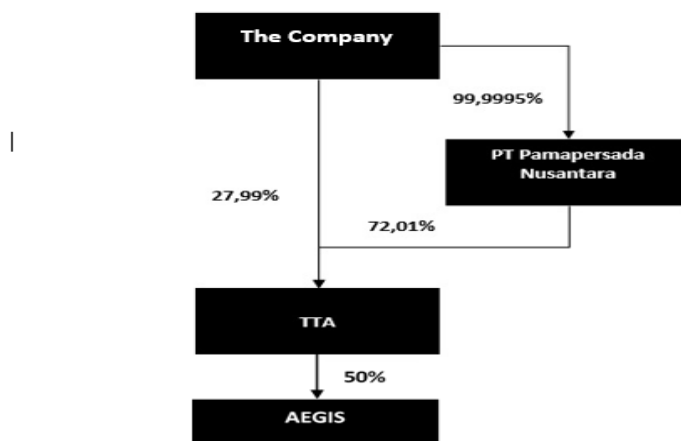 The Company
99,9995%
PT Pamapersada
Nusantara
27,99%
72,01%
TTA
50%
AEGIS